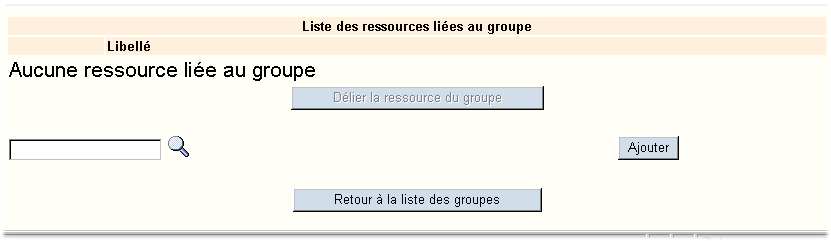 Liste des ressources liées au groupe
Libellé
Aucune ressource liée au groupe
Délier la ressource du groupe
Ajouter
Retour à la liste des groupes